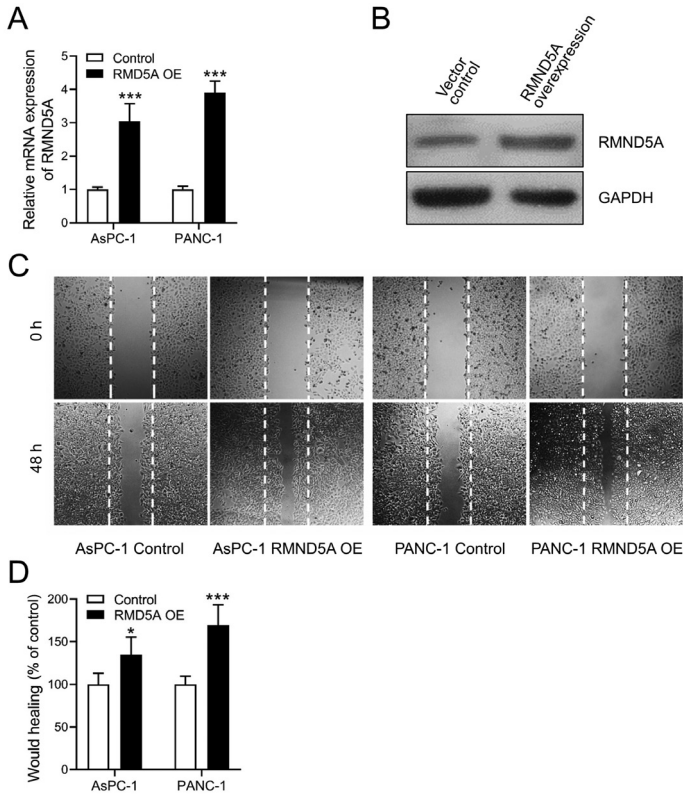 A
Relative mRNA expression
of RMND5A
5
4
3
2
1
0
Control
RMD5A OE
***
***
AsPC-1
PANC-1
B
Vector
control
RMND5A
overexpression
RMND5A
GAPDH
C
0 h
48 h
AsPC-1 Control
AsPC-1 RMND5A OE
PANC-1 Control
PANC-1 RMND5A OE
D
Would healing (% of control)
200
150
100
50
0
Control
RMD5A OE
*
***
AsPC-1
PANC-1